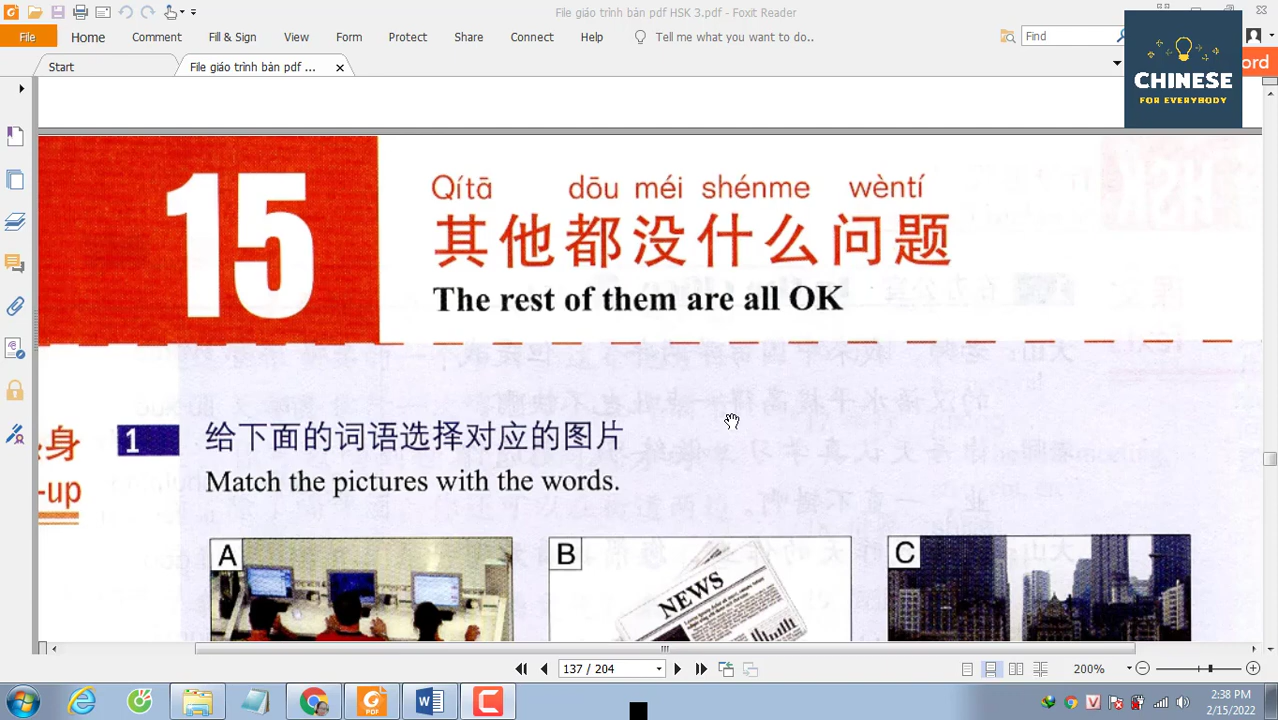 File giáo trình bản pdf HSK 3.pdf - Foxit Reader
File Home Comment Fill & Sign View Form Protect Share Connect Help Tell me what you want to do.. Find
Start File giáo trình bản pdf ... ord
CHINESE
FOR EVERYBODY
15
Qítā dōu méi shénme wèntí
其他都没什么问题
The rest of them are all OK
身
-up
1 给下面的词语选择对应的图片
Match the pictures with the words.
A B C
NEWS
137 / 204 200%
2:38 PM
2/15/2022